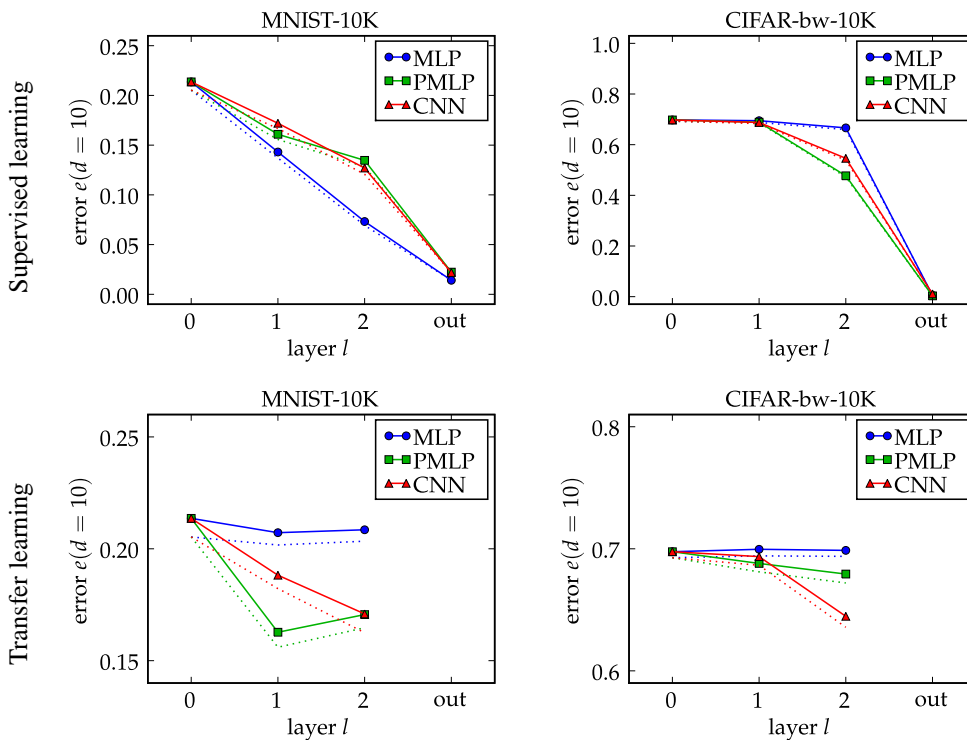 MNIST-10K
0.25
0.20
0.15
0.10
0.05
0.00
0
1
2
out
layer l
error e(d = 10)
Supervised learning
MLP
PMLP
CNN
CIFAR-bw-10K
1.0
0.8
0.6
0.4
0.2
0.0
0
1
2
out
layer l
error e(d = 10)
MLP
PMLP
CNN
MNIST-10K
0.25
0.20
0.15
0
1
2
out
layer l
error e(d = 10)
Transfer learning
MLP
PMLP
CNN
CIFAR-bw-10K
0.8
0.7
0.6
0
1
2
out
layer l
error e(d = 10)
MLP
PMLP
CNN